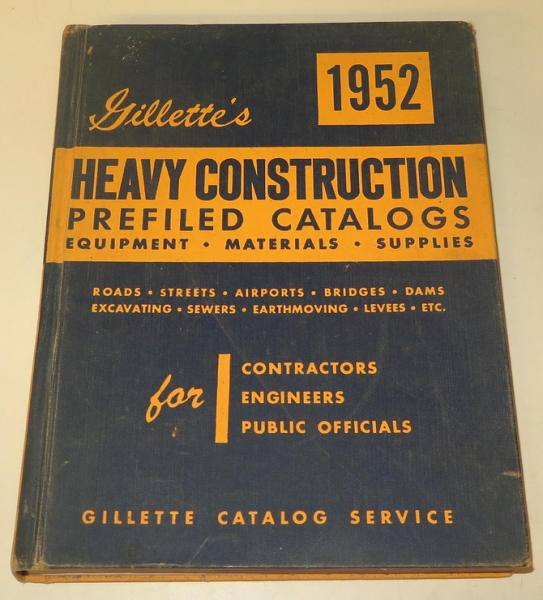 1952
Gillette's
HEAVY CONSTRUCTION
PREFILED CATALOGS
EQUIPMENT • MATERIALS • SUPPLIES
ROADS • STREETS • AIRPORTS • BRIDGES • DAMS
EXCAVATING • SEWERS • EARTHMOVING • LEVEES • ETC.
for
CONTRACTORS
ENGINEERS
PUBLIC OFFICIALS
GILLETTE CATALOG SERVICE